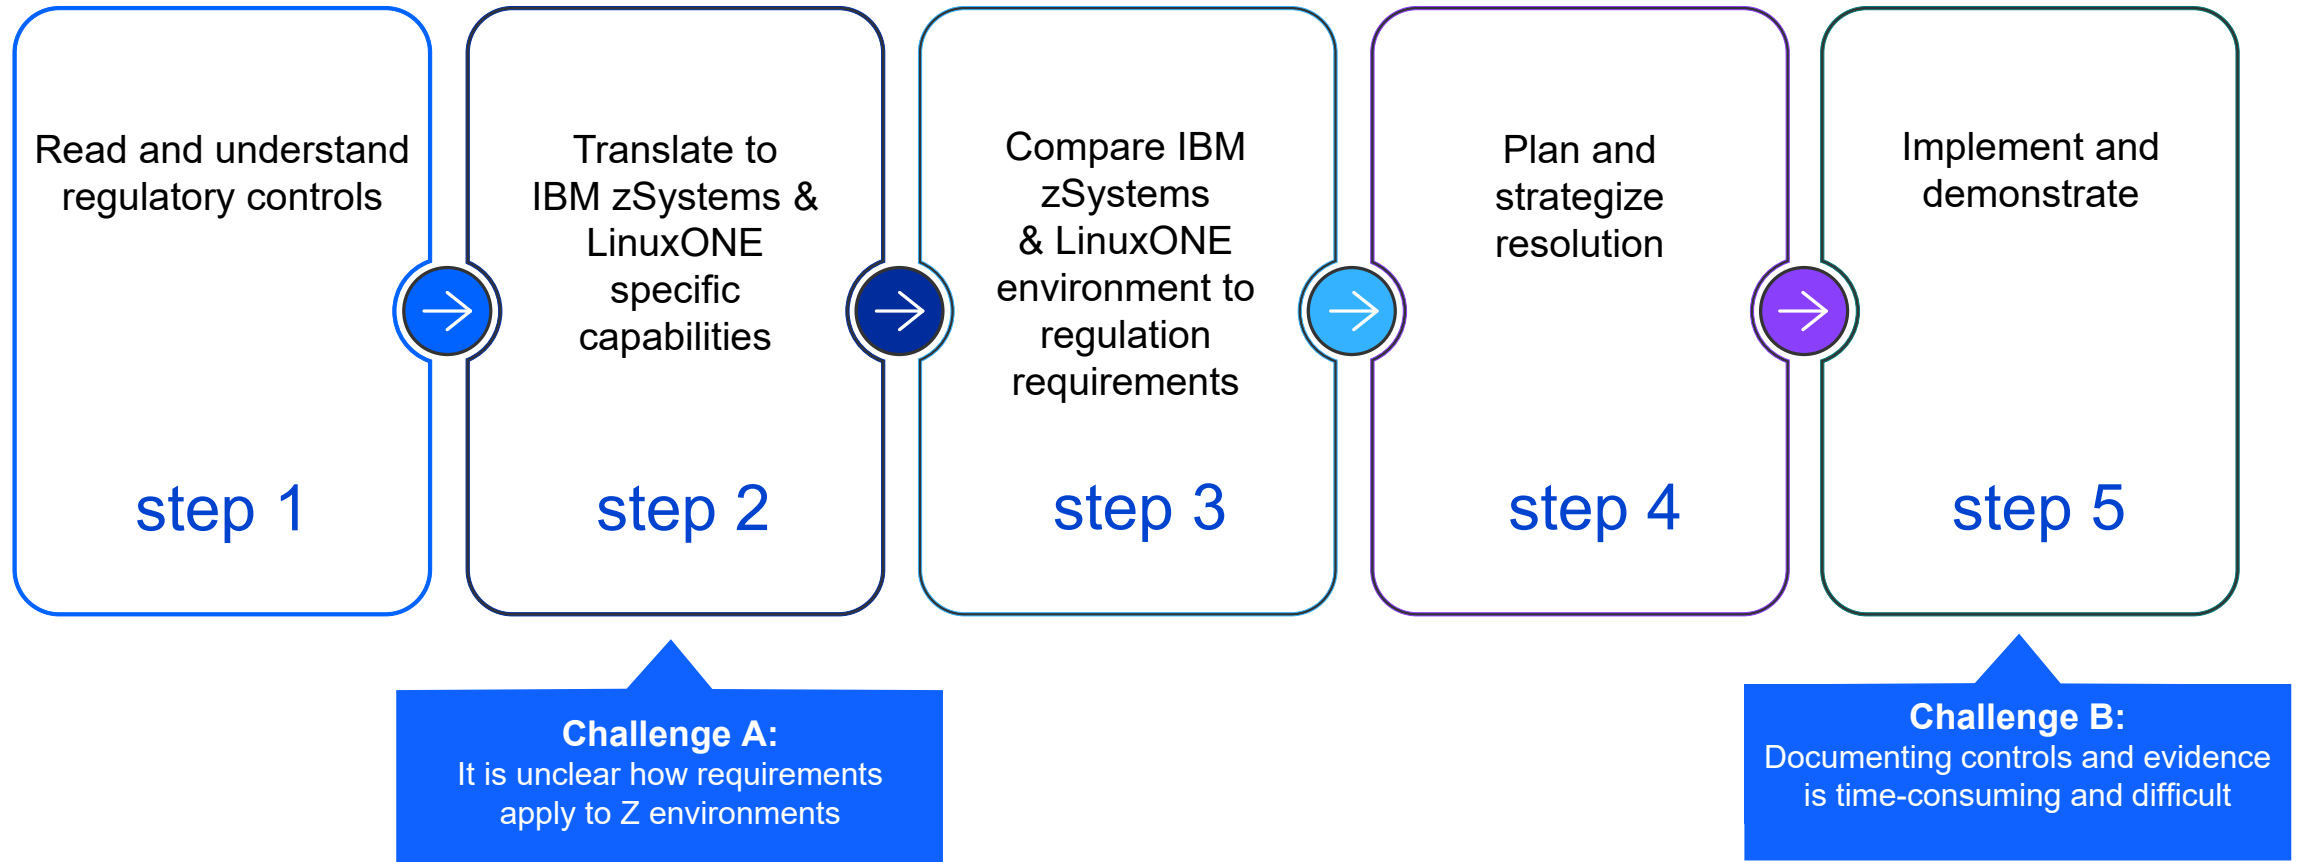 Read and understand
regulatory controls
step 1
Translate to
IBM zSystems &
LinuxONE
specific
capabilities
step 2
Compare IBM
zSystems
& LinuxONE
environment to
regulation
requirements
step 3
Plan and
strategize
resolution
step 4
Implement and
demonstrate
step 5
Challenge A:
It is unclear how requirements
apply to Z environments
Challenge B:
Documenting controls and evidence
is time-consuming and difficult